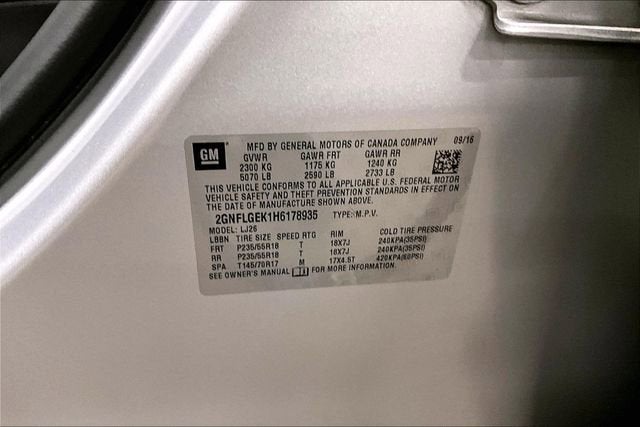 GM
MFD BY GENERAL MOTORS OF CANADA COMPANY 09/16
GVWR GAWR FRT GAWR RR
2300 KG 1175 KG 1240 KG
5070 LB 2590 LB 2733 LB
THIS VEHICLE CONFORMS TO ALL APPLICABLE U.S. FEDERAL MOTOR
VEHICLE SAFETY AND THEFT PREVENTION STANDARDS IN EFFECT ON
THE DATE OF MANUFACTURE SHOWN ABOVE.
2GNFLGEK1H6178935 TYPE: M.P.V.
MODEL: LJ26
LBBN TIRE SIZE SPEED RTG RIM COLD TIRE PRESSURE
FRT P235/55R18 T 18X7J 240KPA(35PSI)
RR P235/55R18 T 18X7J 240KPA(35PSI)
SPA T145/70R17 M 17X4.5T 420KPA(60PSI)
SEE OWNER'S MANUAL FOR MORE INFORMATION.